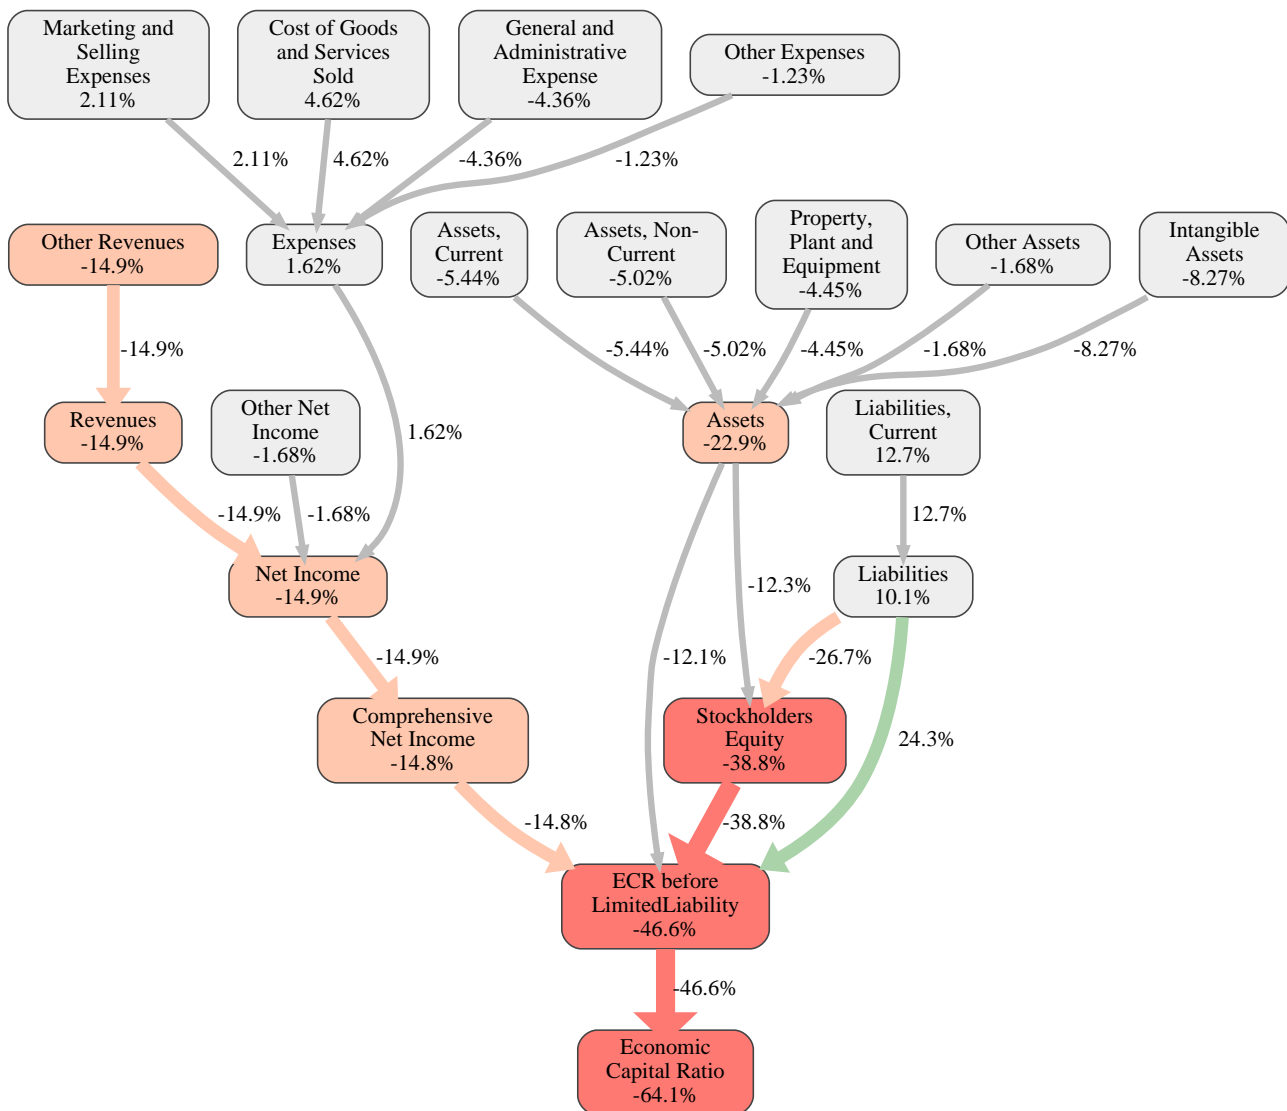 Marketing and
Selling
Expenses
2.11%
Cost of Goods
and Services
Sold
4.62%
General and
Administrative
Expense
-4.36%
Other Expenses
-1.23%
2.11%
4.62%
-4.36%
-1.23%
Other Revenues
-14.9%
Expenses
1.62%
Assets,
Current
-5.44%
Assets, Non-
Current
-5.02%
Property,
Plant and
Equipment
-4.45%
Other Assets
-1.68%
Intangible
Assets
-8.27%
-14.9%
-5.44%
-5.02%
-4.45%
-1.68%
-8.27%
Revenues
-14.9%
Other Net
Income
-1.68%
1.62%
Assets
-22.9%
Liabilities,
Current
12.7%
-14.9%
-1.68%
12.7%
Net Income
-14.9%
-12.3%
Liabilities
10.1%
-14.9%
-12.1%
-26.7%
Comprehensive
Net Income
-14.8%
Stockholders
Equity
-38.8%
24.3%
-14.8%
-38.8%
ECR before
LimitedLiability
-46.6%
-46.6%
Economic
Capital Ratio
-64.1%